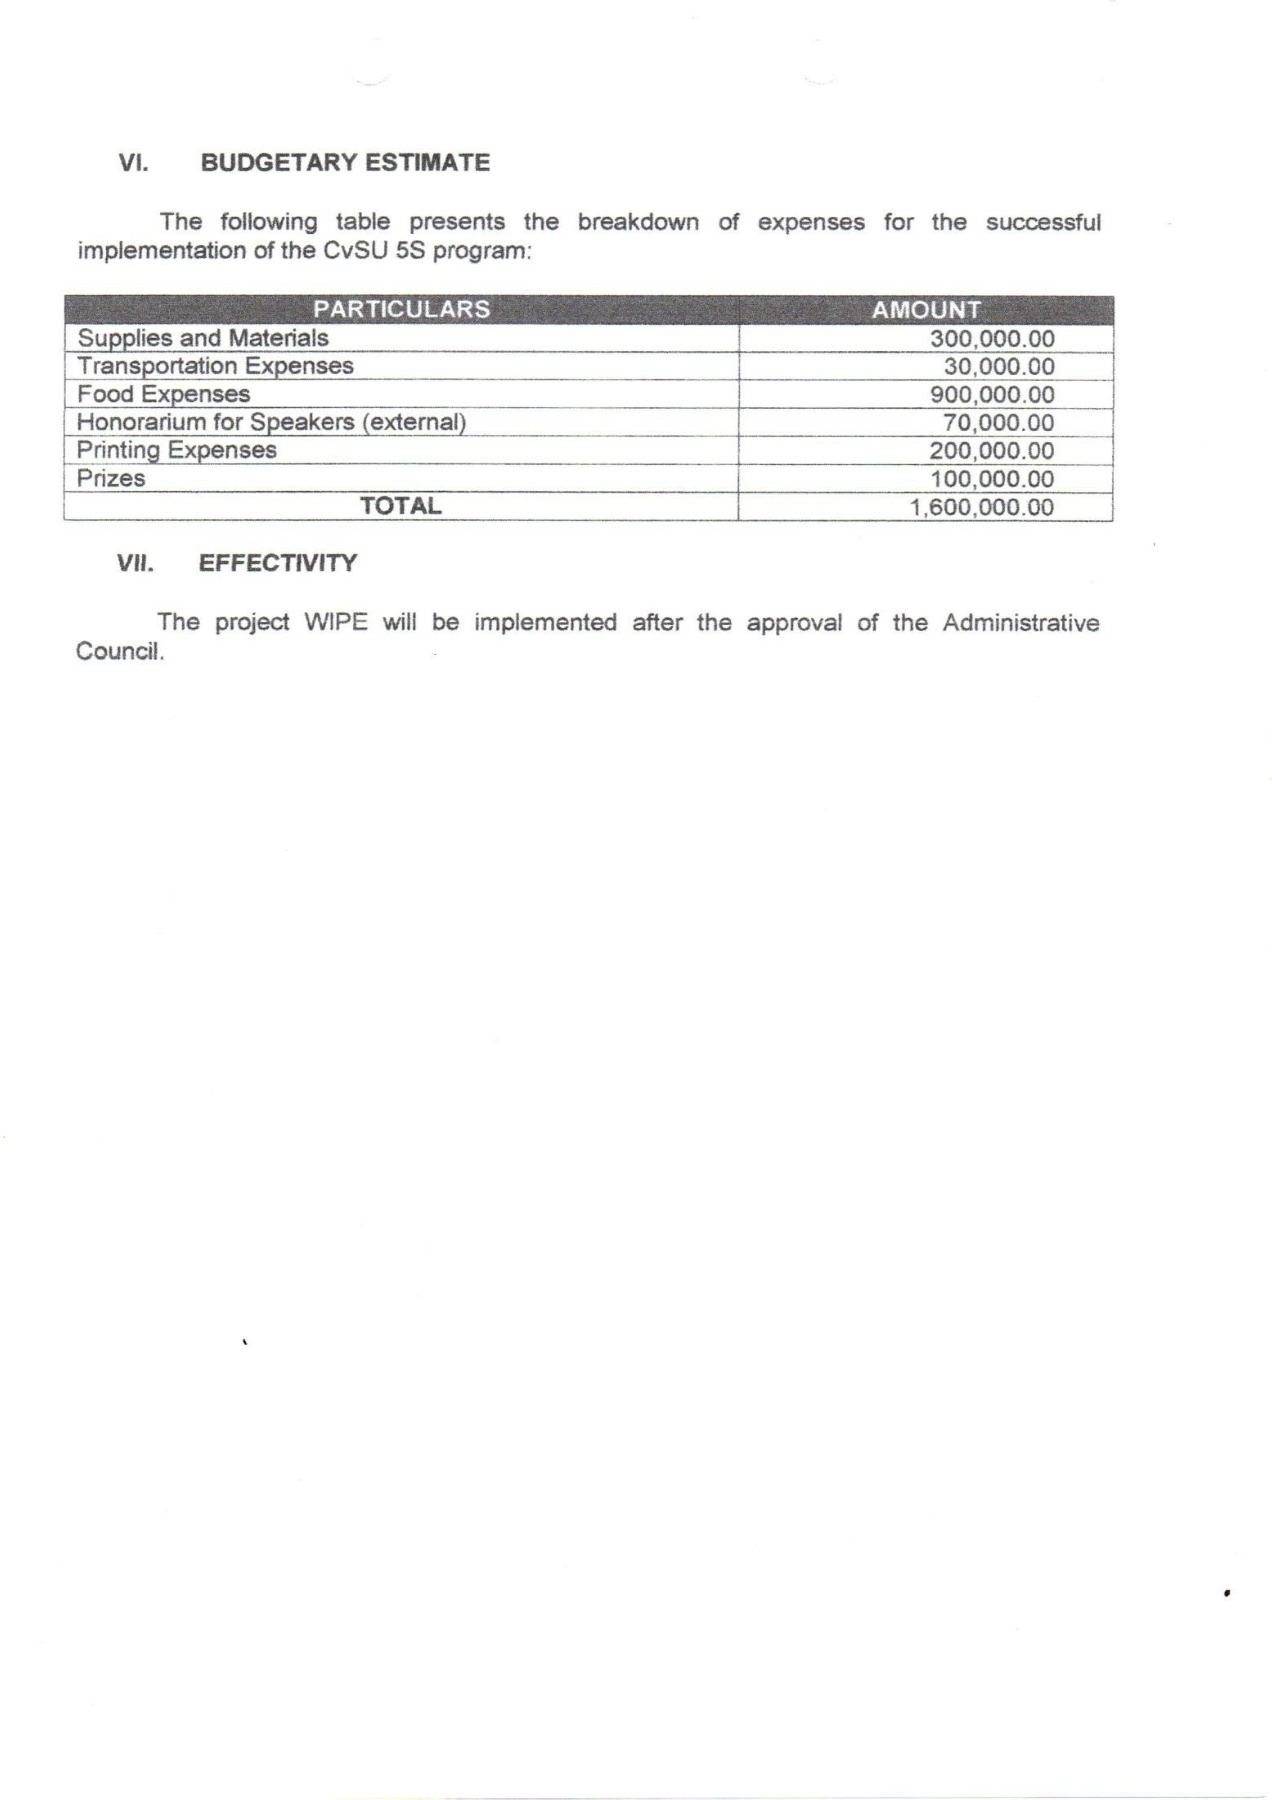 VI. BUDGETARY ESTIMATE
The following table presents the breakdown of expenses for the successful
implementation of the CvSU 5S program:
PARTICULARS AMOUNT
Supplies and Materials 300,000.00
Transportation Expenses 30,000.00
Food Expenses 900,000.00
Honorarium for Speakers (external) 70,000.00
Printing Expenses 200,000.00
Prizes 100,000.00
TOTAL 1,600,000.00
VII. EFFECTIVITY
The project WIPE will be implemented after the approval of the Administrative
Council.